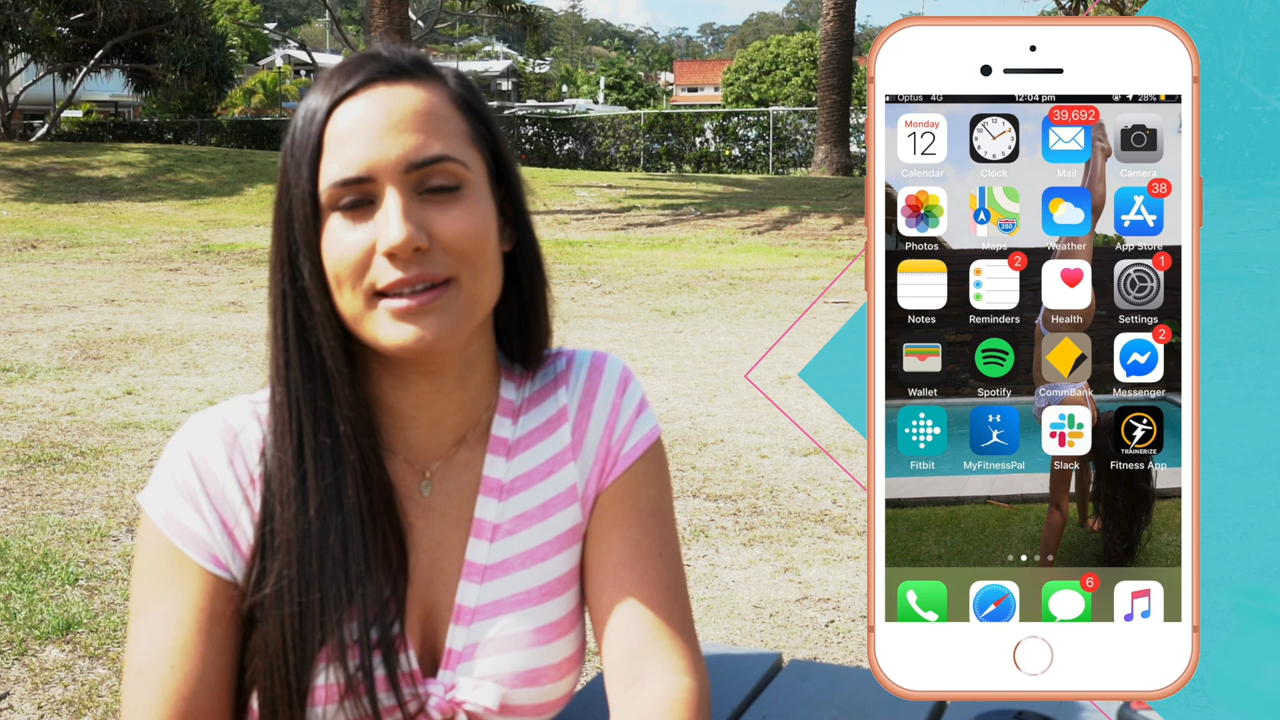 Optus 4G 12:04 pm 28%
39,692
Monday
12
Calendar Clock Mail Camera
38
280
Photos Maps Weather App Store
2 1
Notes Reminders Health Settings
2
Wallet Spotify CommBank Messenger
TRAINERIZE
Fitbit MyFitnessPal Slack Fitness App
6